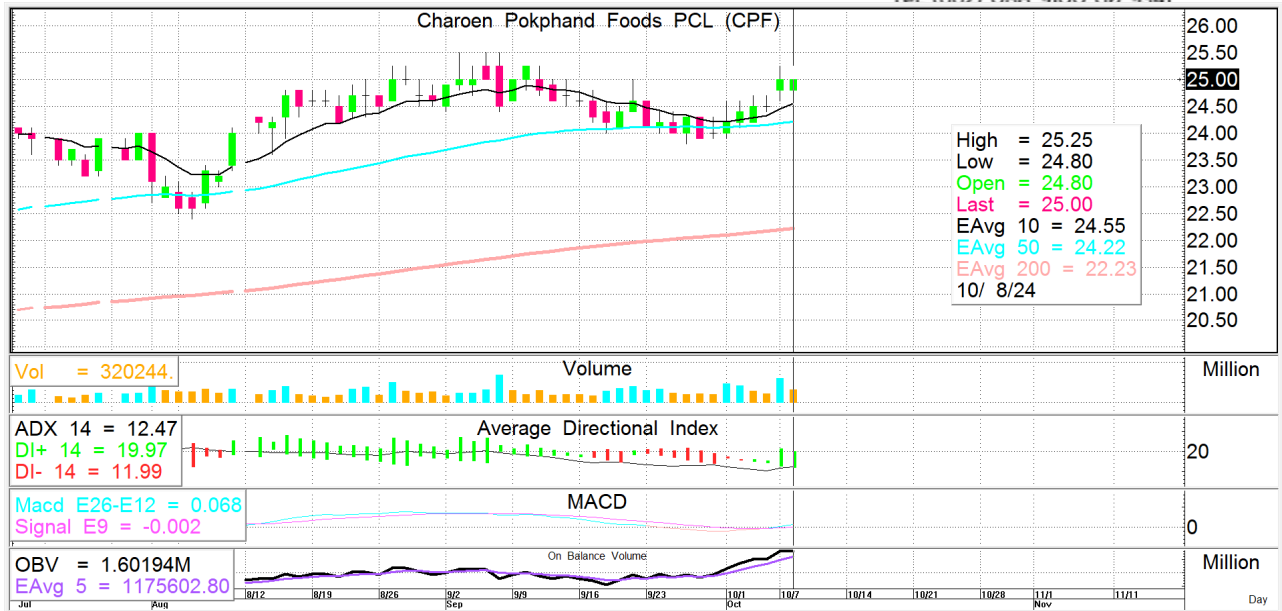 Charoen Pokphand Foods PCL (CPF)
26.00
25.50
25.00
24.50
24.00
23.50
23.00
22.50
22.00
21.50
21.00
20.50
High = 25.25
Low = 24.80
Open = 24.80
Last = 25.00
EAvg 10 = 24.55
EAvg 50 = 24.22
EAvg 200 = 22.23
10/ 8/24
Vol = 320244.
Volume
Million
ADX 14 = 12.47
DI+ 14 = 19.97
DI- 14 = 11.99
Average Directional Index
20
Macd E26-E12 = 0.068
Signal E9 = -0.002
MACD
0
OBV = 1.60194M
EAvg 5 = 1175602.80
On Balance Volume
Million
8/12 8/19 8/26 9/2 9/9 9/16 9/23 10/1 10/7 10/14 10/21 10/28 11/1 11/11
Jul Aug Sep Oct Nov
Day